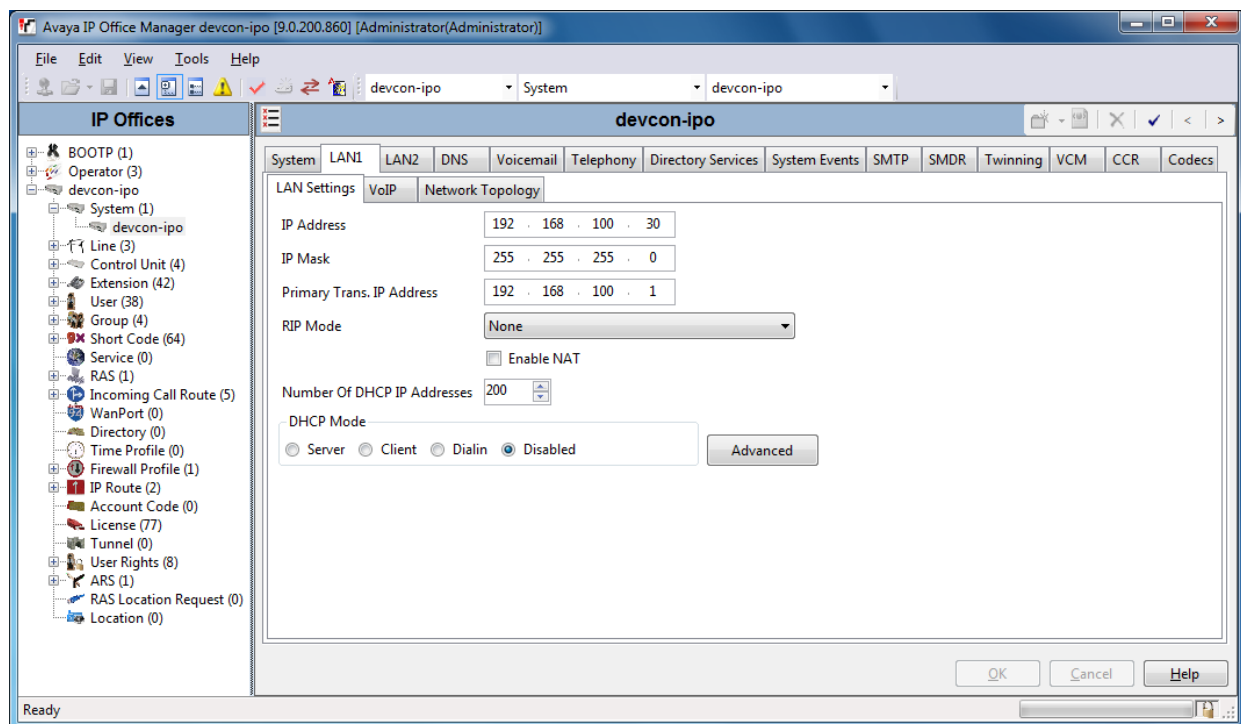 Avaya IP Office Manager devcon-ipo [9.0.200.860] [Administrator(Administrator)]
File Edit View Tools Help
devcon-ipo System devcon-ipo
IP Offices
BOOTP (1)
Operator (3)
devcon-ipo
System (1)
devcon-ipo
Line (3)
Control Unit (4)
Extension (42)
User (38)
Group (4)
Short Code (64)
Service (0)
RAS (1)
Incoming Call Route (5)
WanPort (0)
Directory (0)
Time Profile (0)
Firewall Profile (1)
IP Route (2)
Account Code (0)
License (77)
Tunnel (0)
User Rights (8)
ARS (1)
RAS Location Request (0)
Location (0)
devcon-ipo
System LAN1 LAN2 DNS Voicemail Telephony Directory Services System Events SMTP SMDR Twinning VCM CCR Codecs
LAN Settings VoIP Network Topology
IP Address 192 . 168 . 100 . 30
IP Mask 255 . 255 . 255 . 0
Primary Trans. IP Address 192 . 168 . 100 . 1
RIP Mode None
Enable NAT
Number Of DHCP IP Addresses 200
DHCP Mode
Server Client Dialin Disabled Advanced
OK Cancel Help
Ready